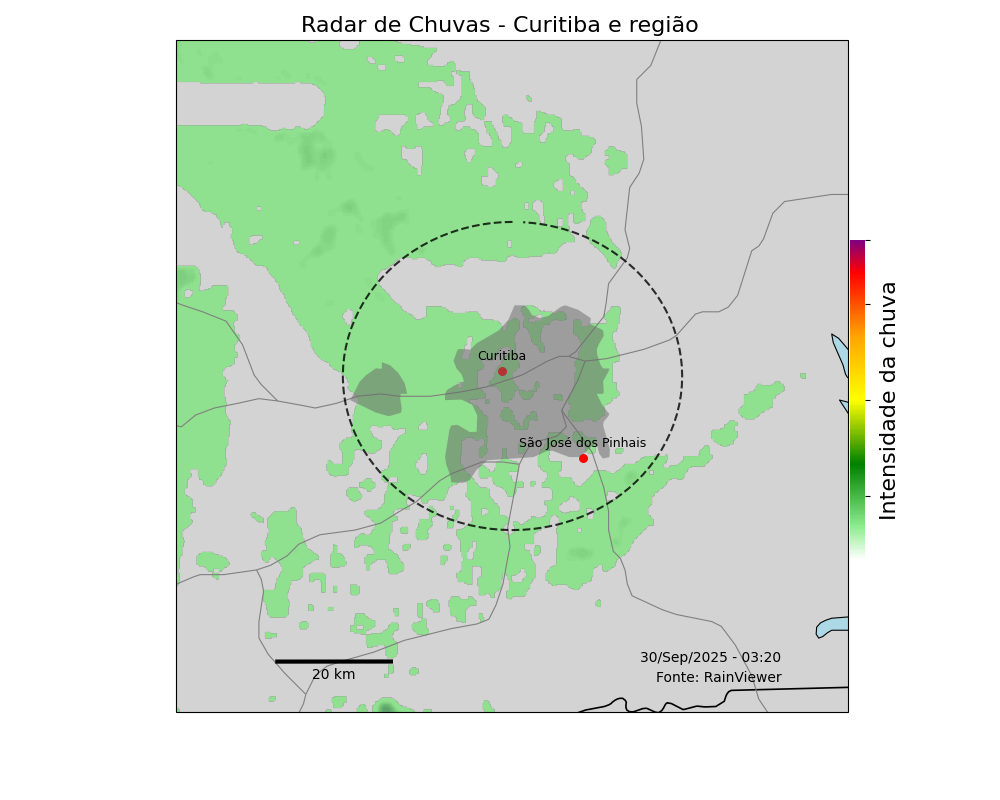 Radar de Chuvas - Curitiba e região
Curitiba
São José dos Pinhais
Intensidade da chuva
20 km
30/Sep/2025 - 03:20
Fonte: RainViewer